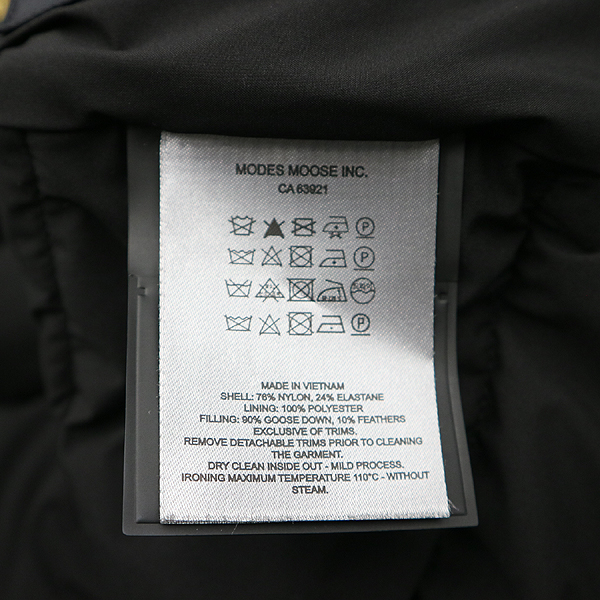 MODES MOOSE INC.
CA 63921
P
P
P
MADE IN VIETNAM
SHELL: 76% NYLON, 24% ELASTANE
LINING: 100% POLYESTER
FILLING: 90% GOOSE DOWN, 10% FEATHERS
EXCLUSIVE OF TRIMS.
REMOVE DETACHABLE TRIMS PRIOR TO CLEANING
THE GARMENT.
DRY CLEAN INSIDE OUT - MILD PROCESS.
IRONING MAXIMUM TEMPERATURE 110°C - WITHOUT
STEAM.